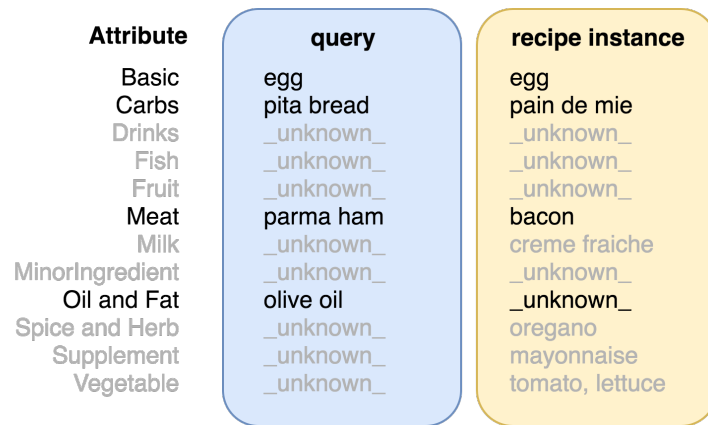 Attribute query recipe instance
Basic egg egg
Carbs pita bread pain de mie
Drinks _unknown_ _unknown_
Fish _unknown_ _unknown_
Fruit _unknown_ _unknown_
Meat parma ham bacon
Milk _unknown_ creme fraiche
MinorIngredient _unknown_ _unknown_
Oil and Fat olive oil _unknown_
Spice and Herb _unknown_ oregano
Supplement _unknown_ mayonnaise
Vegetable _unknown_ tomato, lettuce